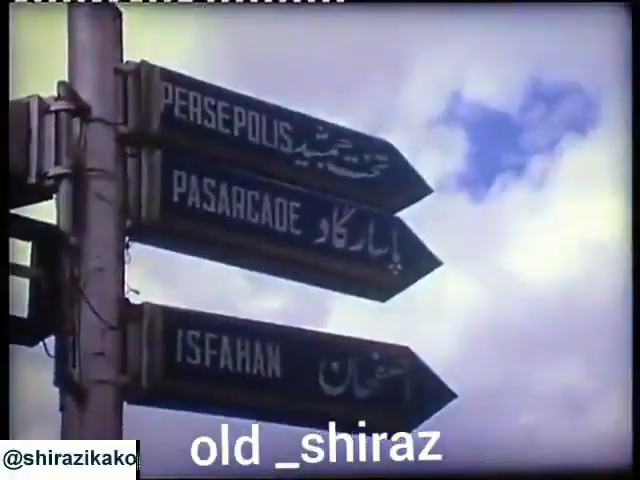 PERSEPOLIS تخت جمشید
PASARGADE پاسارگاد
ISFAHAN اصفهان
old _shiraz
@shirazikako